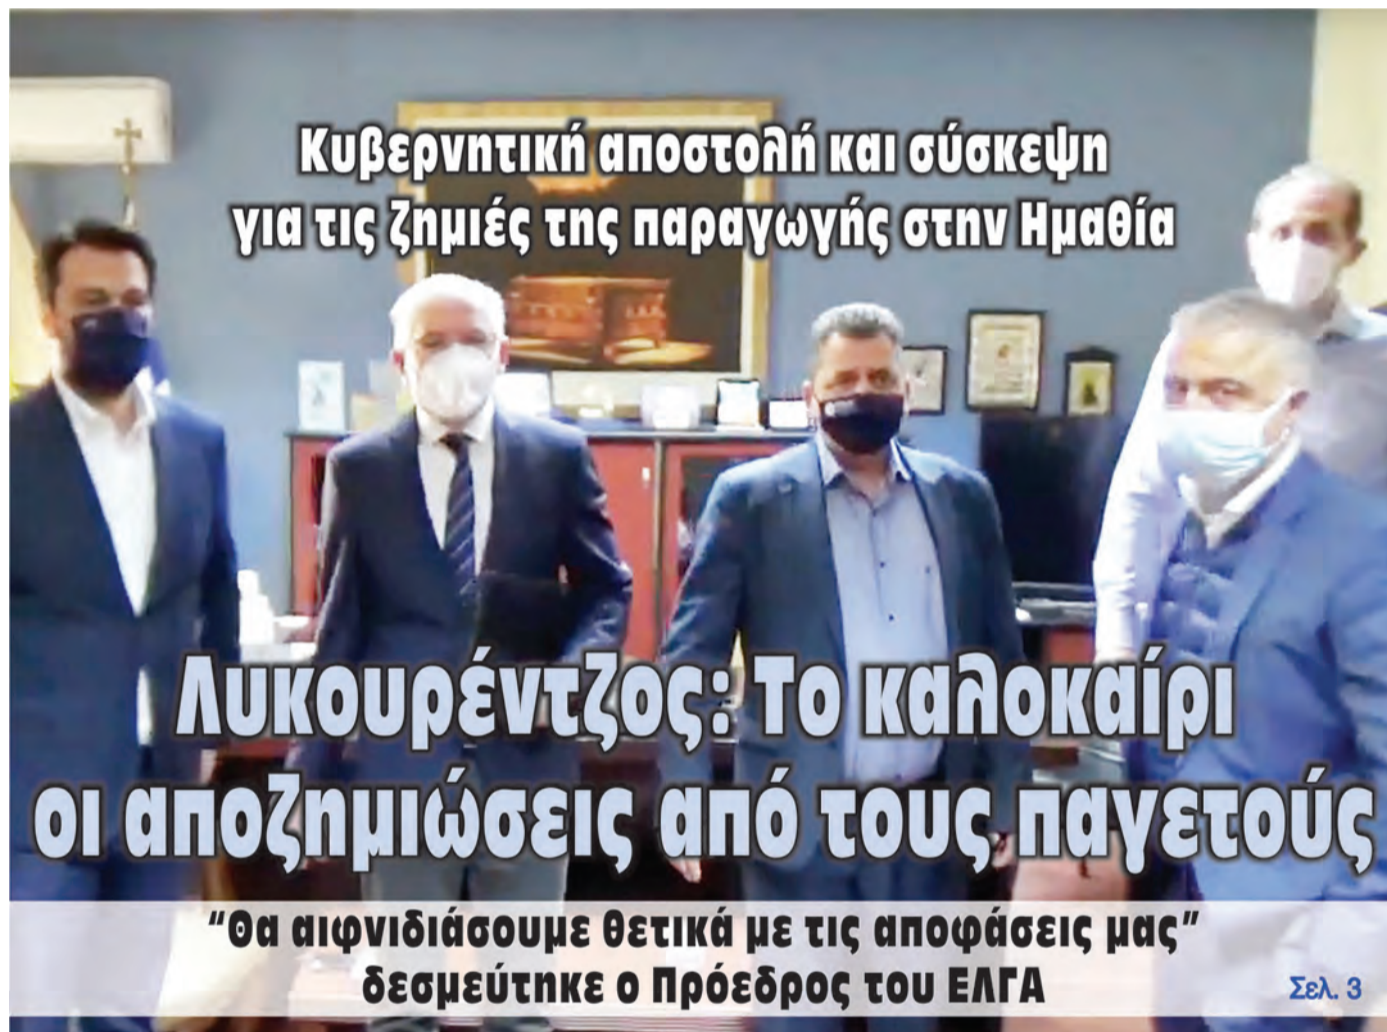 Κυβερνητική αποστολή και σύσκεψη
για τις ζημιές της παραγωγής στην Ημαθία
Λυκουρέντζος: Το καλοκαίρι
οι αποζημιώσεις από τους παγετούς
“Θα αιφνιδιάσουμε θετικά με τις αποφάσεις μας”
δεσμεύτηκε ο Πρόεδρος του ΕΛΓΑ
Σελ. 3